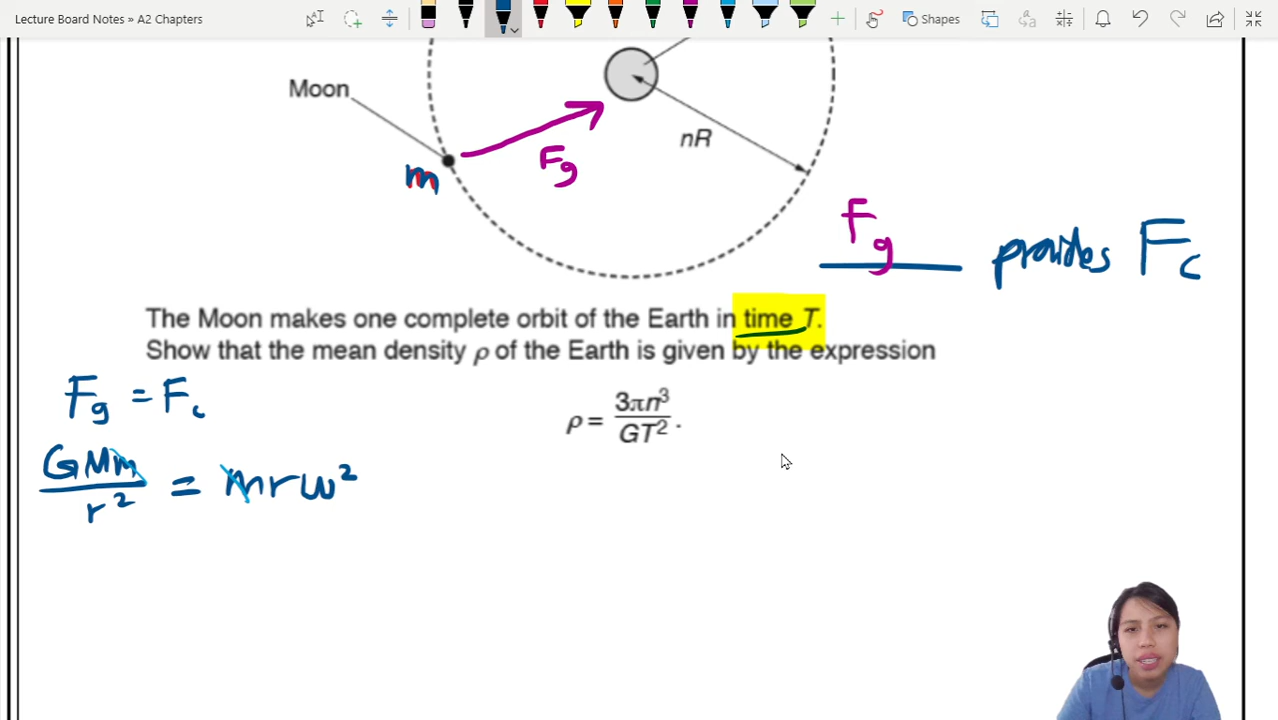 Lecture Board Notes » A2 Chapters
Shapes
Moon
nR
m
Fg
Fg provides Fc
The Moon makes one complete orbit of the Earth in time T.
Show that the mean density ρ of the Earth is given by the expression
Fg = Fc
ρ = 3πn³/GT².
GMm/r² = mrω²